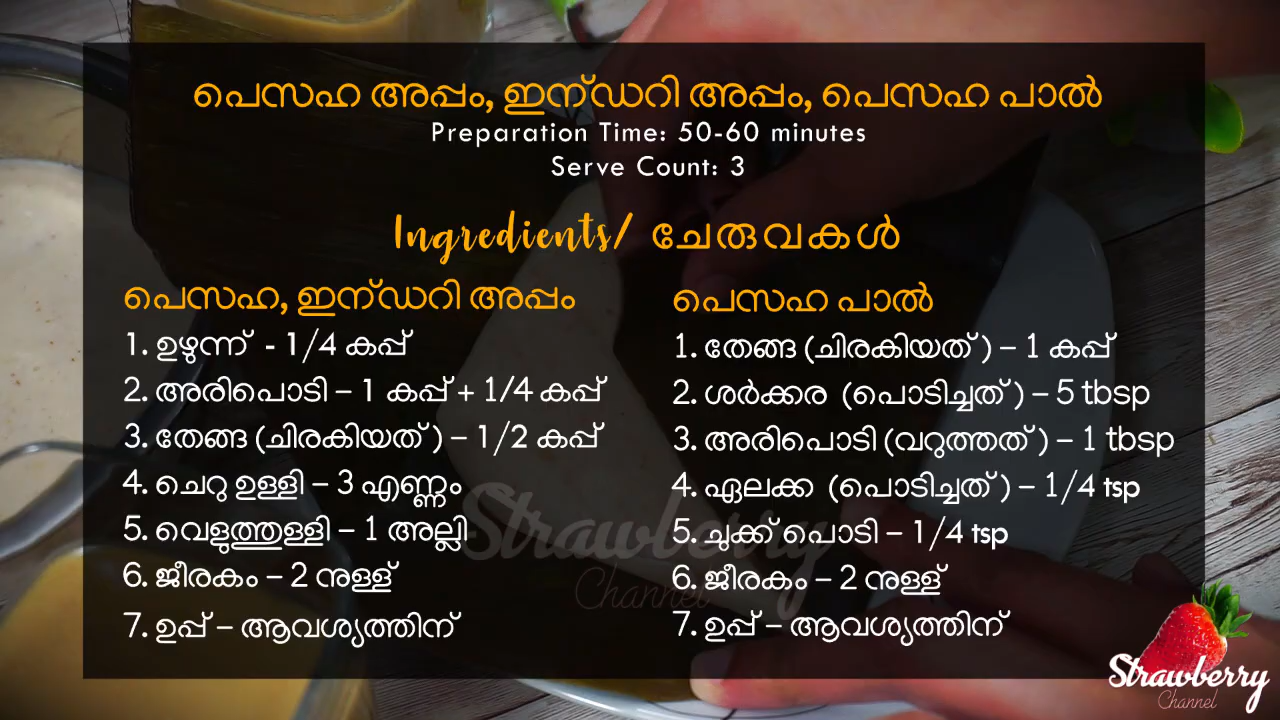 പെസഹ അപ്പം, ഇന്ഡറി അപ്പം, പെസഹ പാൽ
Preparation Time: 50-60 minutes
Serve Count: 3
Ingredients/ ചേരുവകൾ
പെസഹ, ഇന്ഡറി അപ്പം
1. ഉഴുന്ന് - 1/4 കപ്പ്
2. അരിപൊടി – 1 കപ്പ് + 1/4 കപ്പ്
3. തേങ്ങ (ചിരകിയത് ) – 1/2 കപ്പ്
4. ചെറു ഉള്ളി – 3 എണ്ണം
5. വെളുത്തുള്ളി – 1 അല്ലി
6. ജീരകം – 2 നുള്ള്
7. ഉപ്പ് – ആവശ്യത്തിന്
പെസഹ പാൽ
1. തേങ്ങ (ചിരകിയത് ) – 1 കപ്പ്
2. ശർക്കര (പൊടിച്ചത് ) – 5 tbsp
3. അരിപൊടി (വറുത്തത് ) – 1 tbsp
4. ഏലക്ക (പൊടിച്ചത് ) – 1/4 tsp
5. ചുക്ക് പൊടി – 1/4 tsp
6. ജീരകം – 2 നുള്ള്
7. ഉപ്പ് – ആവശ്യത്തിന്
Strawberry
Channel
Strawberry
Channel